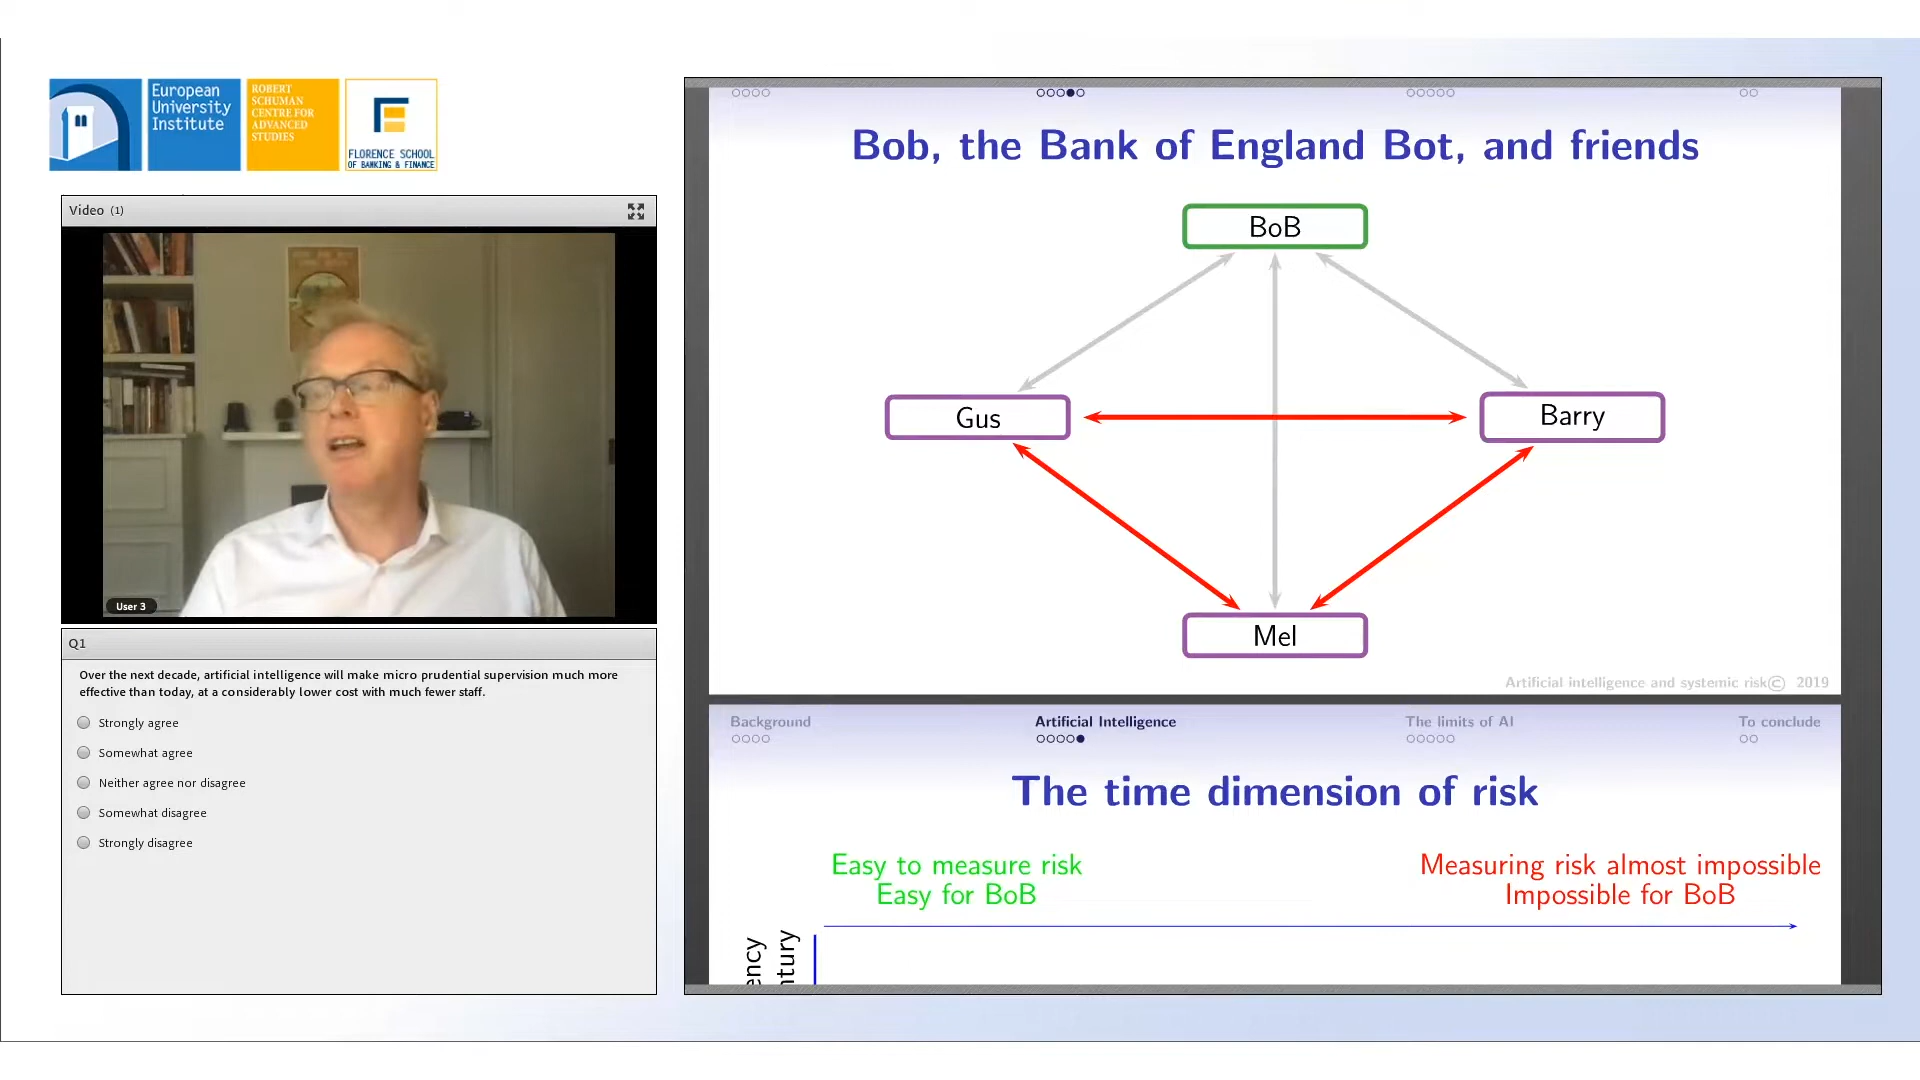 European
University
Institute
ROBERT
SCHUMAN
CENTRE FOR
ADVANCED
STUDIES
FLORENCE SCHOOL
OF BANKING & FINANCE
Video (1)
User 3
Q1
Over the next decade, artificial intelligence will make micro prudential supervision much more
effective than today, at a considerably lower cost with much fewer staff.
Strongly agree
Somewhat agree
Neither agree nor disagree
Somewhat disagree
Strongly disagree
Bob, the Bank of England Bot, and friends
BoB
Gus
Barry
Mel
Artificial intelligence and systemic risk© 2019
Background
Artificial Intelligence
The limits of AI
To conclude
The time dimension of risk
Easy to measure risk
Easy for BoB
Measuring risk almost impossible
Impossible for BoB